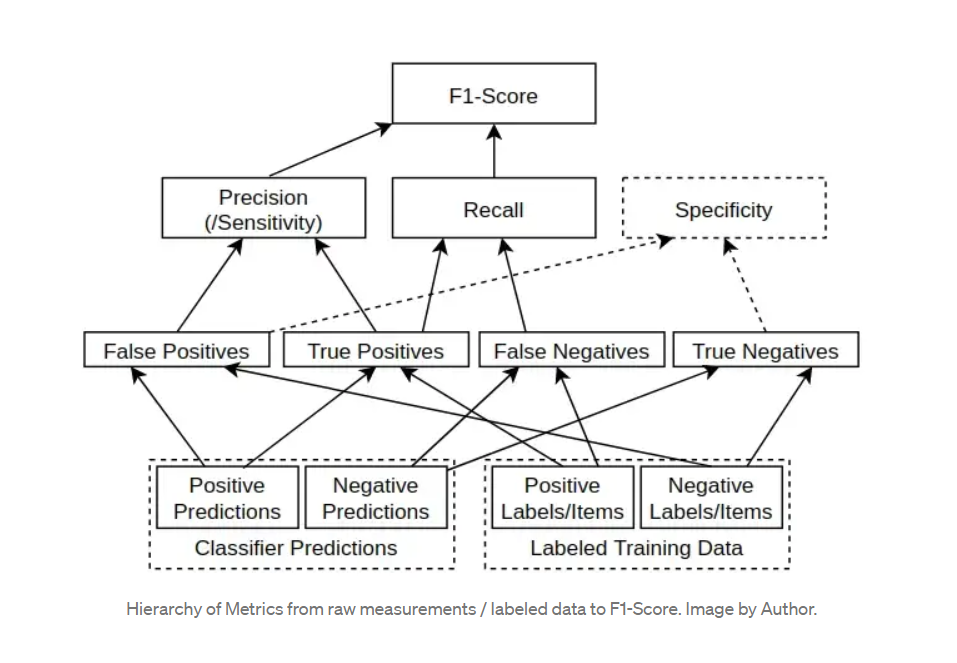 F1-Score
Precision
(/Sensitivity)
Recall
Specificity
False Positives
True Positives
False Negatives
True Negatives
Positive
Predictions
Negative
Predictions
Positive
Labels/Items
Negative
Labels/Items
Classifier Predictions
Labeled Training Data
Hierarchy of Metrics from raw measurements / labeled data to F1-Score. Image by Author.